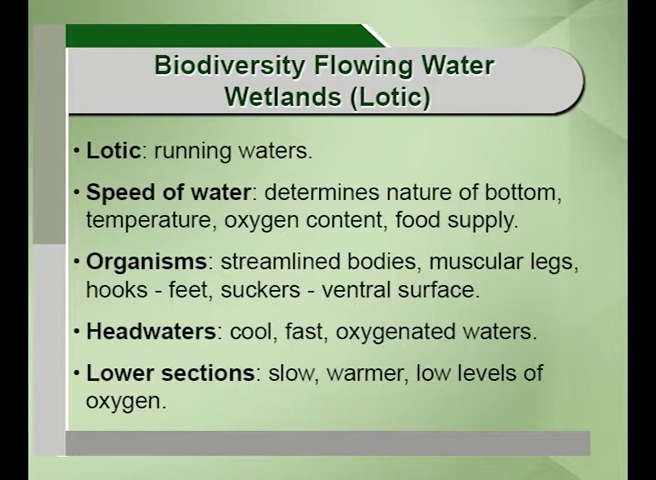 Biodiversity Flowing Water
Wetlands (Lotic)
• Lotic: running waters.
• Speed of water: determines nature of bottom,
temperature, oxygen content, food supply.
• Organisms: streamlined bodies, muscular legs,
hooks - feet, suckers - ventral surface.
• Headwaters: cool, fast, oxygenated waters.
• Lower sections: slow, warmer, low levels of
oxygen.